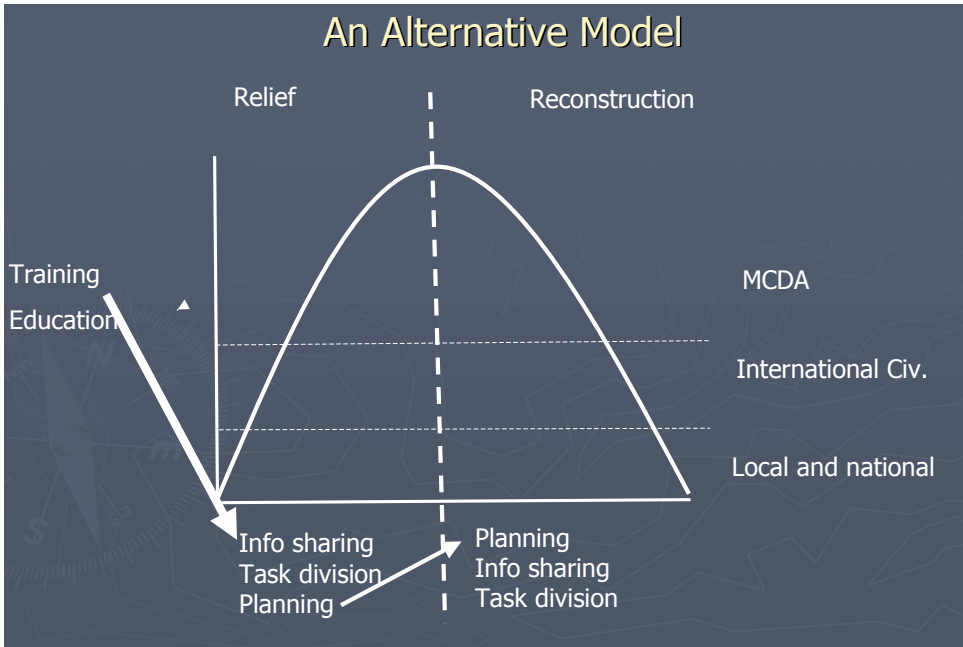 An Alternative Model
Relief
Reconstruction
Training
Education
MCDA
International Civ.
Local and national
Info sharing
Task division
Planning
Planning
Info sharing
Task division
N
E
S
SE